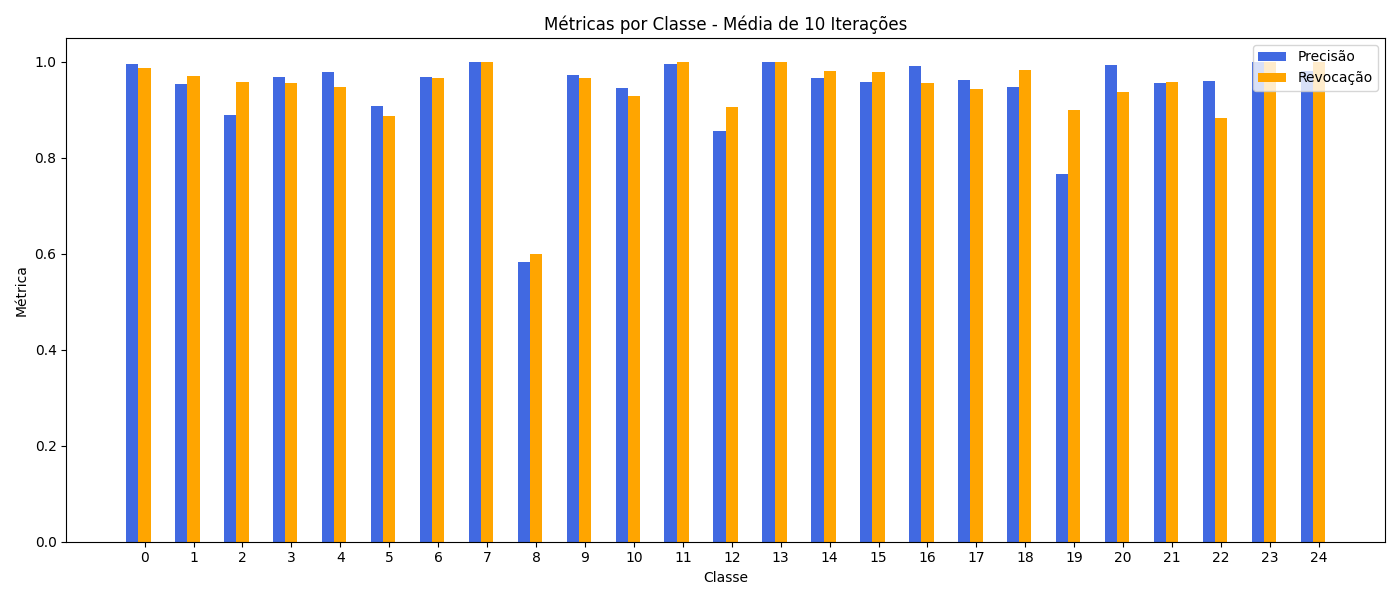 Métricas por Classe - Média de 10 Iterações
Precisão
Revocação
Métrica
1.0
0.8
0.6
0.4
0.2
0.0
0 1 2 3 4 5 6 7 8 9 10 11 12 13 14 15 16 17 18 19 20 21 22 23 24
Classe